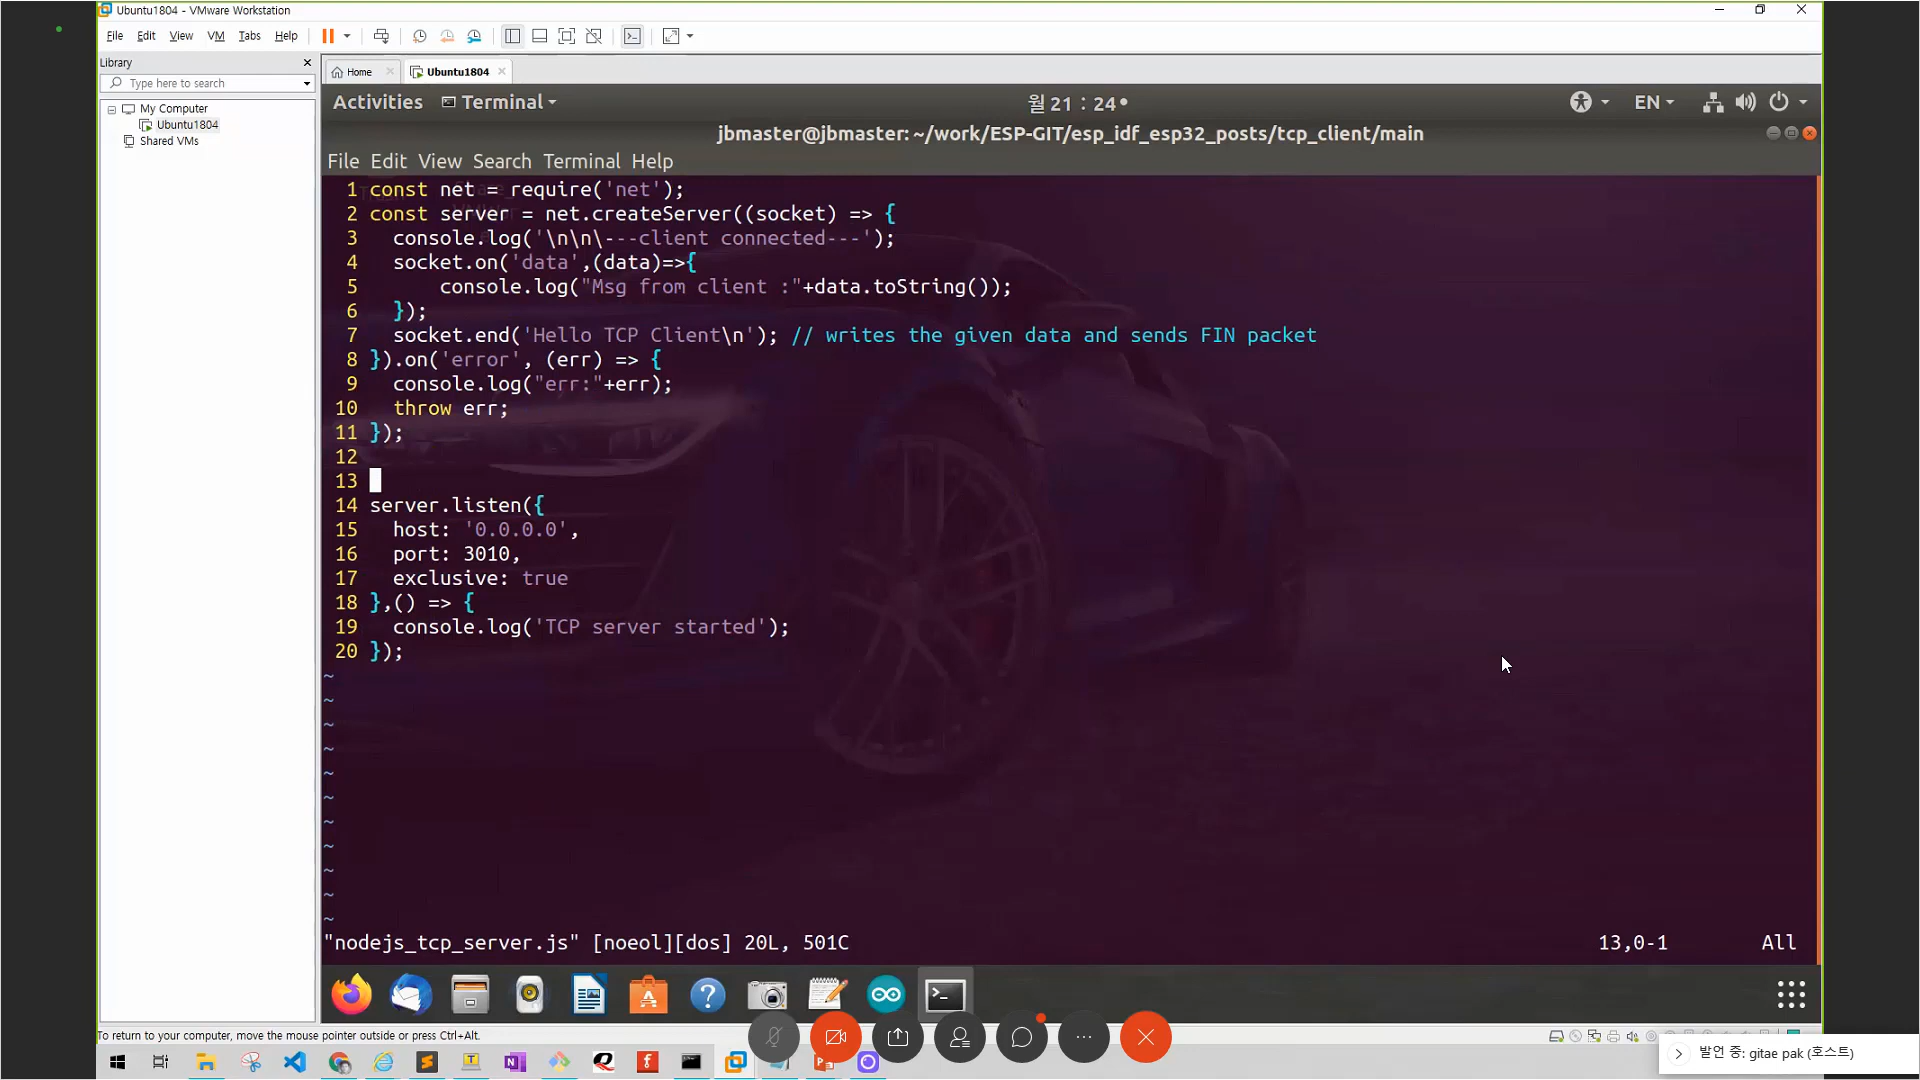 Ubuntu1804 - VMware Workstation
File Edit View VM Tabs Help
Library
Type here to search
My Computer
Ubuntu1804
Shared VMs
Home
Ubuntu1804
Activities Terminal 월 21 : 24 EN
jbmaster@jbmaster: ~/work/ESP-GIT/esp_idf_esp32_posts/tcp_client/main
File Edit View Search Terminal Help
1 const net = require('net');
2 const server = net.createServer((socket) => {
3 console.log('\n\n\---client connected---');
4 socket.on('data',(data)=>{
5 console.log("Msg from client :"+data.toString());
6 });
7 socket.end('Hello TCP Client\n'); // writes the given data and sends FIN packet
8 }).on('error', (err) => {
9 console.log("err:"+err);
10 throw err;
11 });
12
13
14 server.listen({
15 host: '0.0.0.0',
16 port: 3010,
17 exclusive: true
18 },() => {
19 console.log('TCP server started');
20 });
~
~
~
~
~
~
~
~
~
~
~
"nodejs_tcp_server.js" [noeol][dos] 20L, 501C 13,0-1 All
To return to your computer, move the mouse pointer outside or press Ctrl+Alt.
발언 중: gitae pak (호스트)